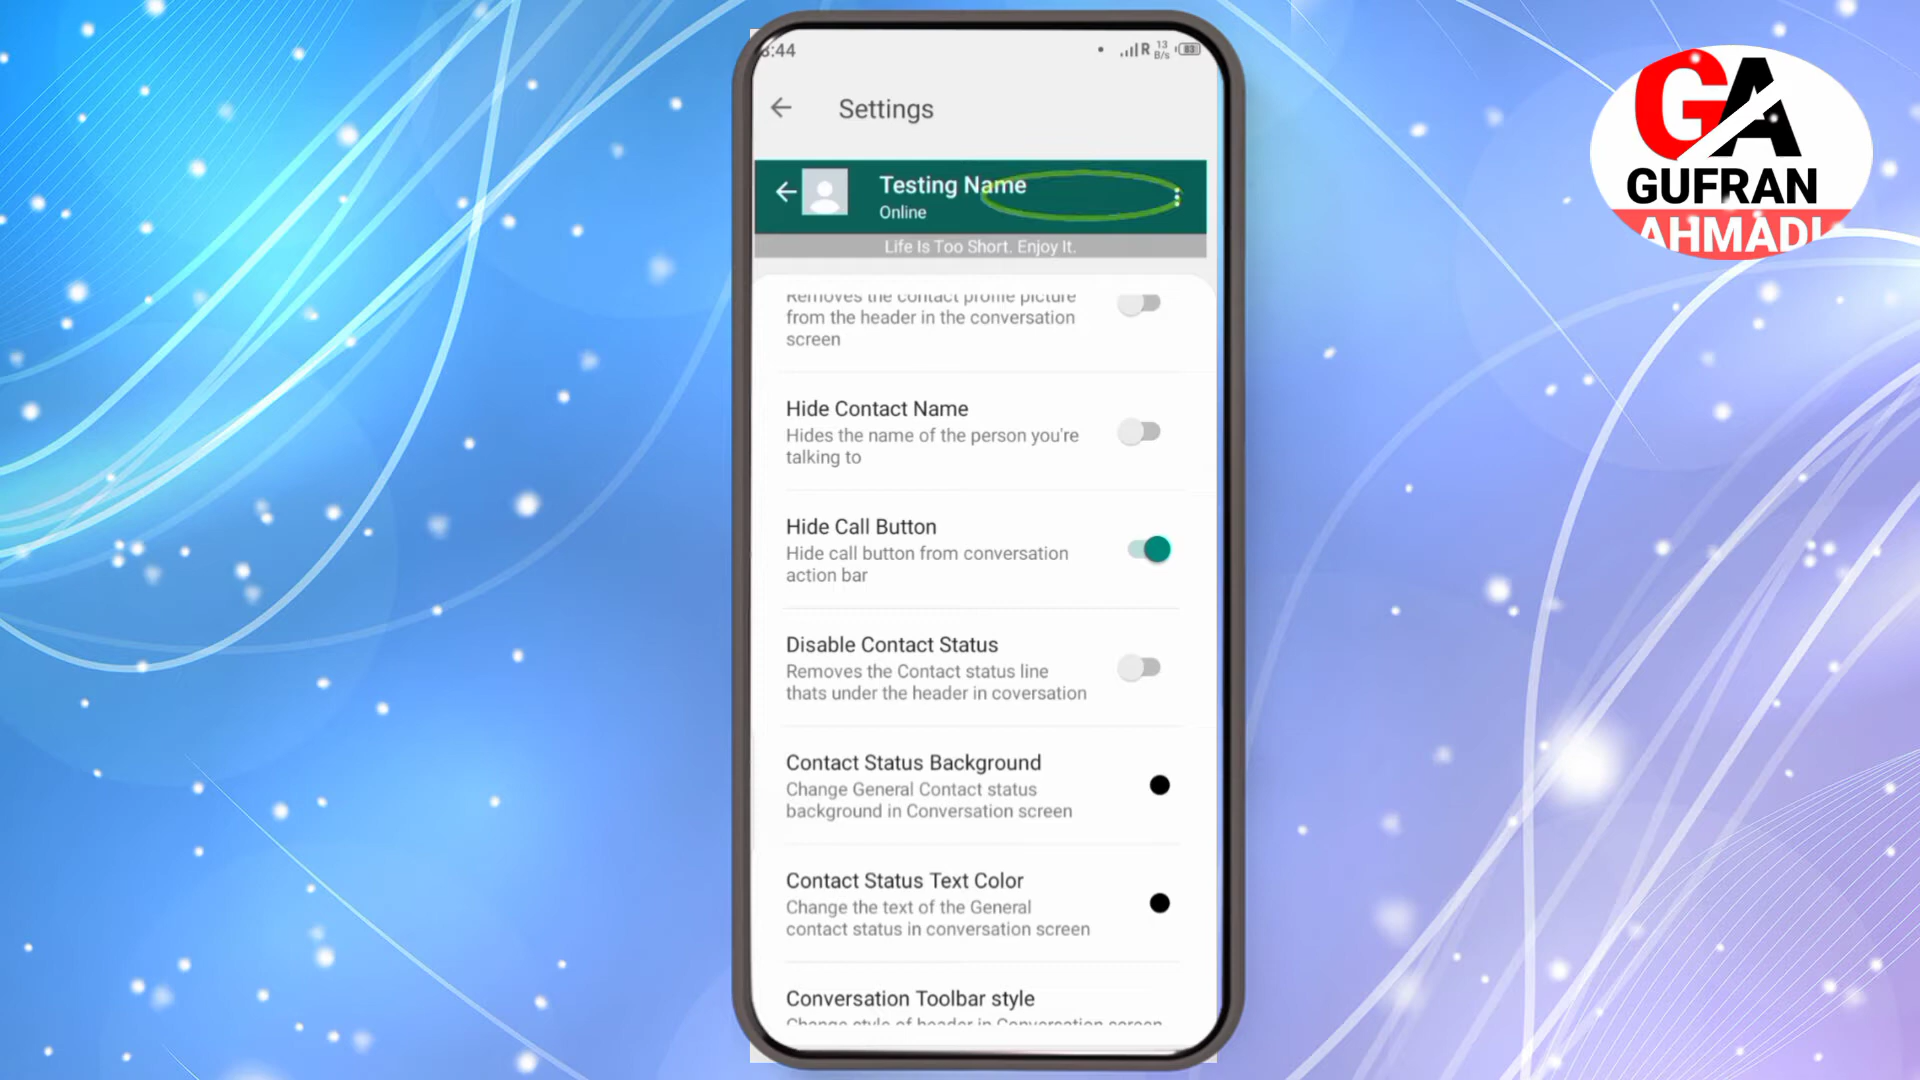 :44
R 13 B/s 83
GA
GUFRAN
AHMADI
Settings
Testing Name
Online
Life Is Too Short. Enjoy It.
Removes the contact profile picture
from the header in the conversation
screen
Hide Contact Name
Hides the name of the person you're
talking to
Hide Call Button
Hide call button from conversation
action bar
Disable Contact Status
Removes the Contact status line
thats under the header in coversation
Contact Status Background
Change General Contact status
background in Conversation screen
Contact Status Text Color
Change the text of the General
contact status in conversation screen
Conversation Toolbar style
Change style of header in Conversation screen